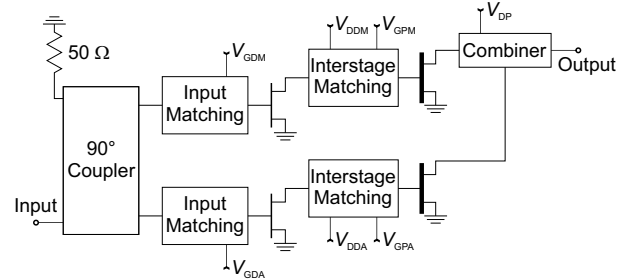 V_DP
V_DDM V_GPM
50 Ω
V_GDM
Combiner
Output
Input
Matching
Interstage
Matching
90°
Coupler
Input
Input
Matching
Interstage
Matching
V_GDA
V_DDA V_GPA